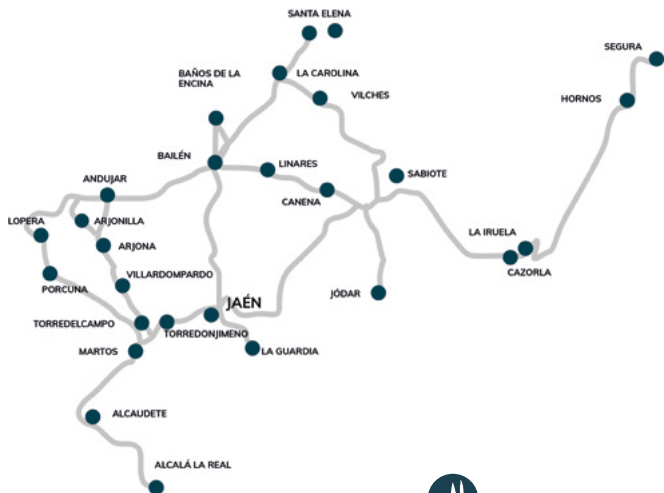 SANTA ELENA
SEGURA
LA CAROLINA
BAÑOS DE LA
ENCINA
VILCHES
HORNOS
BAILÉN
LINARES
SABIOTE
ANDUJAR
CANENA
LOPERA
ARJONILLA
LA IRUELA
ARJONA
CAZORLA
VILLARDOMPARDO
PORCUNA
JAÉN
JÓDAR
TORREDELCAMPO
TORREDONJIMENO
MARTOS
LA GUARDIA
ALCAUDETE
ALCALÁ LA REAL